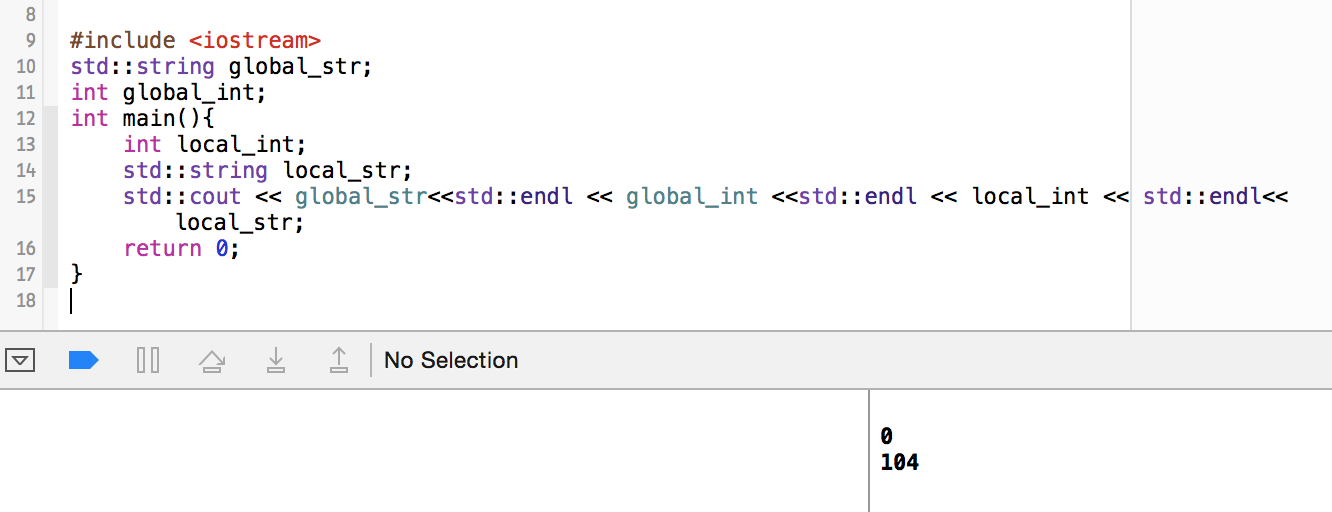 8
9 #include <iostream>
10 std::string global_str;
11 int global_int;
12 int main(){
13     int local_int;
14     std::string local_str;
15     std::cout << global_str<<std::endl << global_int <<std::endl << local_int << std::endl<<
        local_str;
16     return 0;
17 }
18
No Selection
0
104